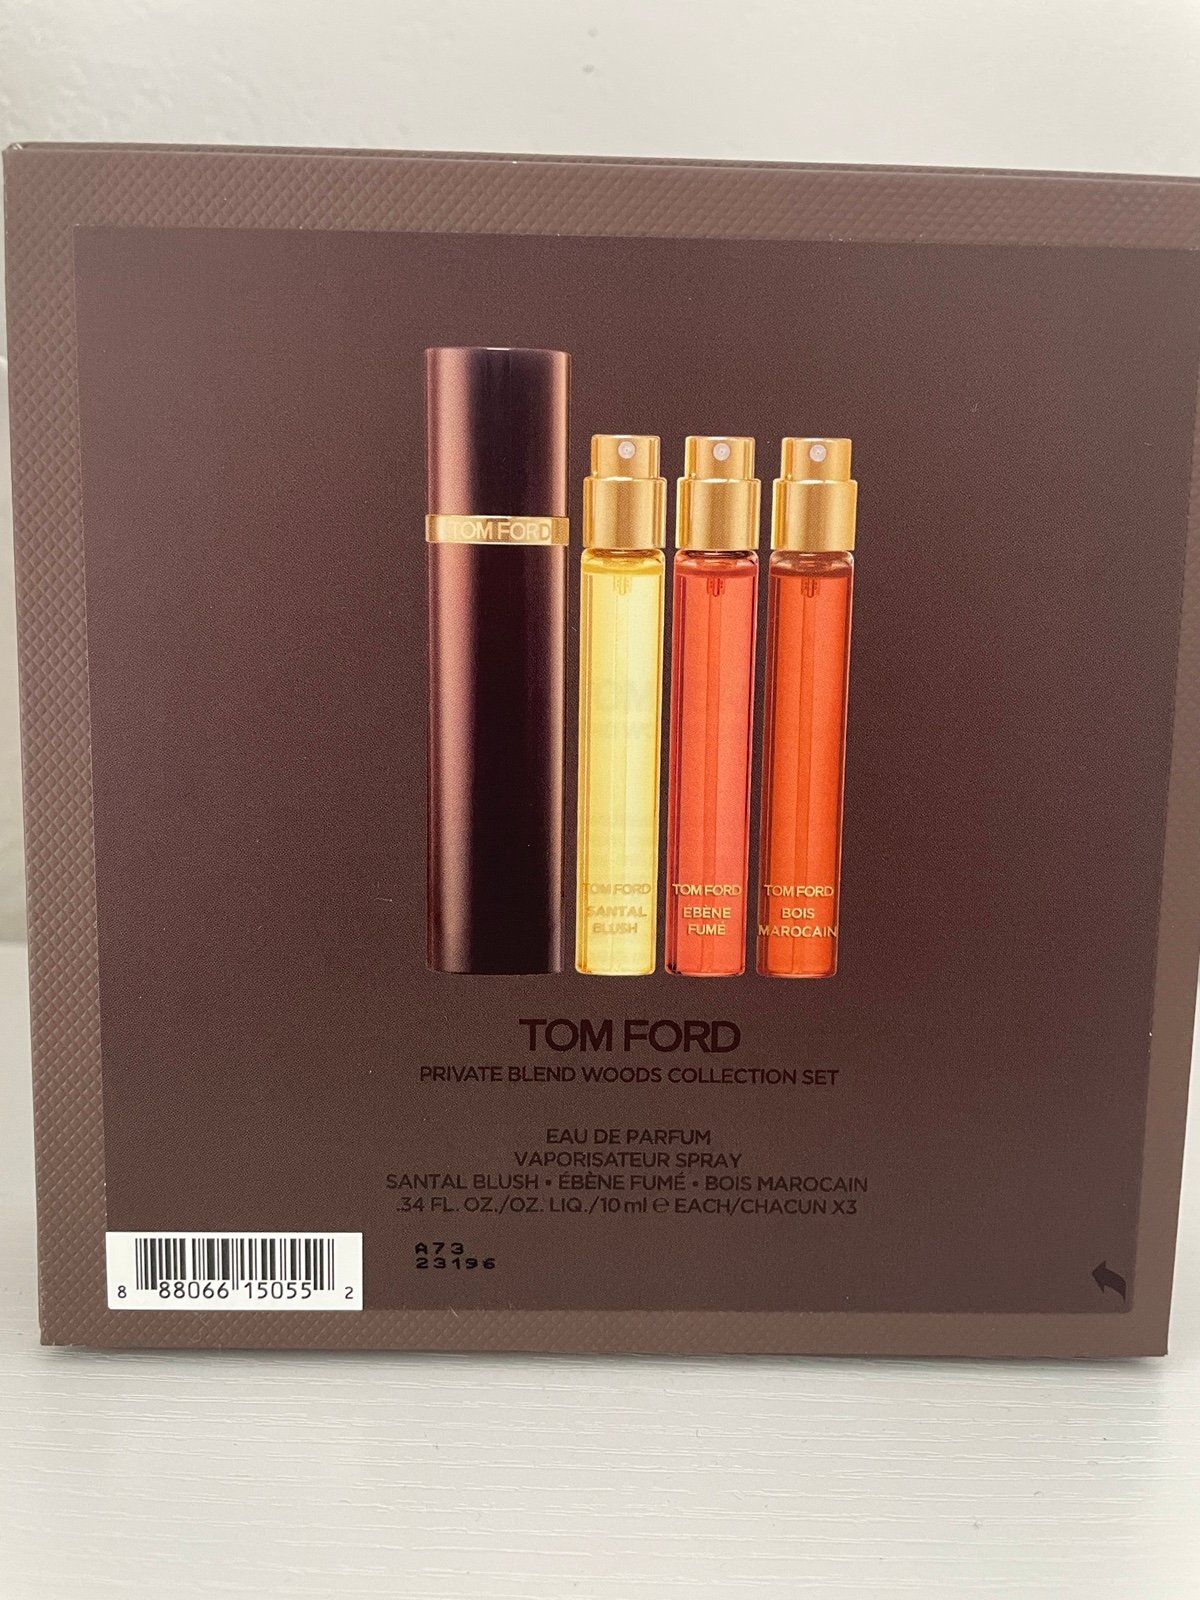 TOM FORD
TOM FORD
SANTAL
BLUSH
TOM FORD
ÉBÈNE
FUMÉ
TOM FORD
BOIS
MAROCAIN
TOM FORD
PRIVATE BLEND WOODS COLLECTION SET
EAU DE PARFUM
VAPORISATEUR SPRAY
SANTAL BLUSH • ÉBÈNE FUMÉ • BOIS MAROCAIN
.34 FL. OZ./OZ. LIQ./10 ml ℮ EACH/CHACUN X3
A73
23196
8 88066 15055 2